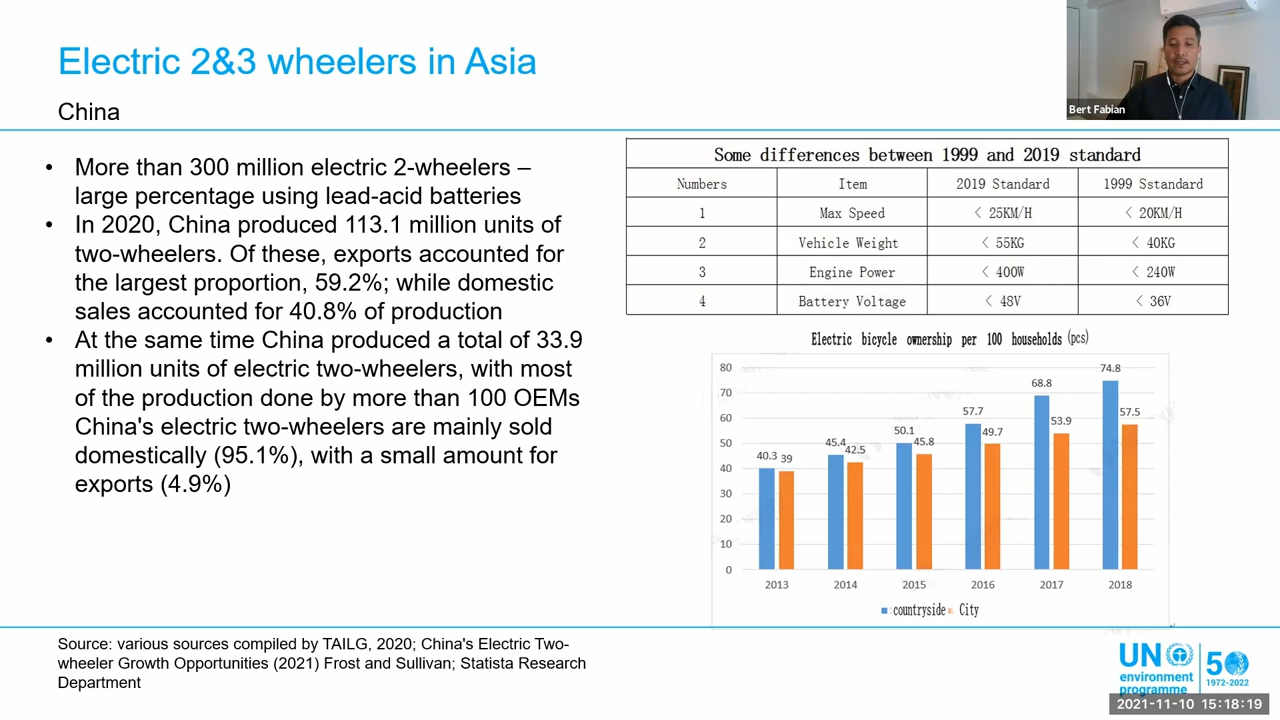 Electric 2&3 wheelers in Asia
China
Bert Fabian
• More than 300 million electric 2-wheelers –
large percentage using lead-acid batteries
• In 2020, China produced 113.1 million units of
two-wheelers. Of these, exports accounted for
the largest proportion, 59.2%; while domestic
sales accounted for 40.8% of production
• At the same time China produced a total of 33.9
million units of electric two-wheelers, with most
of the production done by more than 100 OEMs
China's electric two-wheelers are mainly sold
domestically (95.1%), with a small amount for
exports (4.9%)
Some differences between 1999 and 2019 standard
Numbers Item 2019 Standard 1999 Sstandard
1 Max Speed < 25KM/H < 20KM/H
2 Vehicle Weight < 55KG < 40KG
3 Engine Power < 400W < 240W
4 Battery Voltage < 48V < 36V
Electric bicycle ownership per 100 households (pcs)
80
70
60
50
40
30
20
10
0
40.3 39
45.4 42.5
50.1 45.8
57.7 49.7
68.8 53.9
74.8 57.5
2013 2014 2015 2016 2017 2018
countryside City
Source: various sources compiled by TAILG, 2020; China's Electric Two-
wheeler Growth Opportunities (2021) Frost and Sullivan; Statista Research
Department
UN
environment
programme
50
1972-2022
2021-11-10 15:18:19